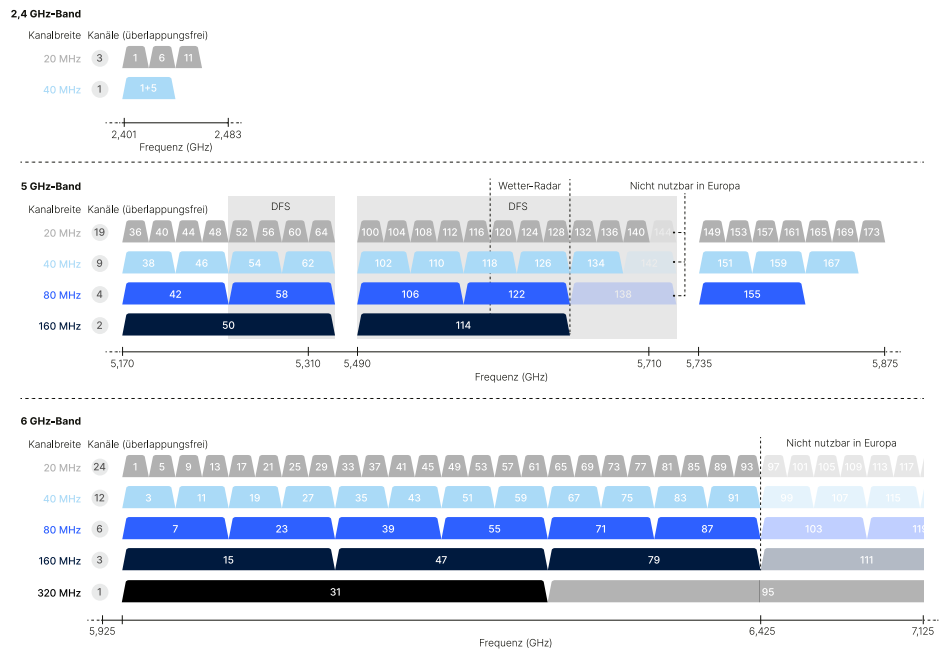 2,4 GHz-Band
Kanalbreite Kanäle (überlappungsfrei)
20 MHz 3 1 6 11
40 MHz 1 1+5
2,401 2,483
Frequenz (GHz)
5 GHz-Band
Wetter-Radar Nicht nutzbar in Europa
DFS DFS
Kanalbreite Kanäle (überlappungsfrei)
20 MHz 19 36 40 44 48 52 56 60 64 100 104 108 112 116 120 124 128 132 136 140 144 149 153 157 161 165 169 173
40 MHz 9 38 46 54 62 102 110 118 126 134 142 151 159 167
80 MHz 4 42 58 106 122 138 155
160 MHz 2 50 114
5,170 5,310 5,490 5,710 5,735 5,875
Frequenz (GHz)
6 GHz-Band
Kanalbreite Kanäle (überlappungsfrei) Nicht nutzbar in Europa
20 MHz 24 1 5 9 13 17 21 25 29 33 37 41 45 49 53 57 61 65 69 73 77 81 85 89 93 97 101 105 109 113 117
40 MHz 12 3 11 19 27 35 43 51 59 67 75 83 91 99 107 115
80 MHz 6 7 23 39 55 71 87 103
160 MHz 3 15 47 79 111
320 MHz 1 31 95
5,925 6,425 7,125
Frequenz (GHz)